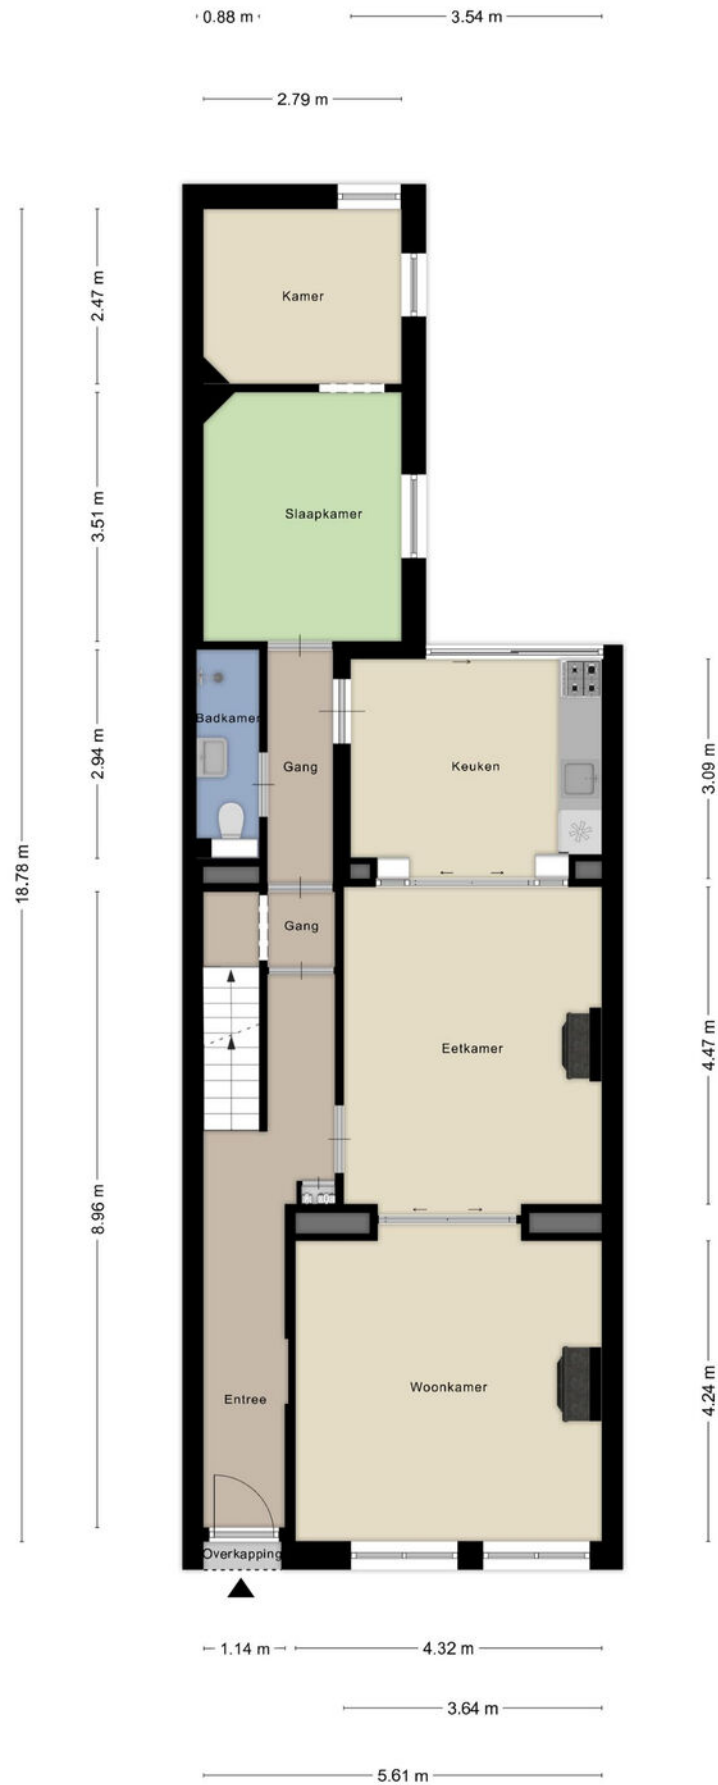 0.88 m
3.54 m
2.79 m
2.47 m
Kamer
3.51 m
Slaapkamer
18.78 m
2.94 m
Badkamer
Gang
Keuken
3.09 m
Gang
Eetkamer
4.47 m
8.96 m
Entree
Woonkamer
4.24 m
Overkapping
1.14 m
4.32 m
3.64 m
5.61 m